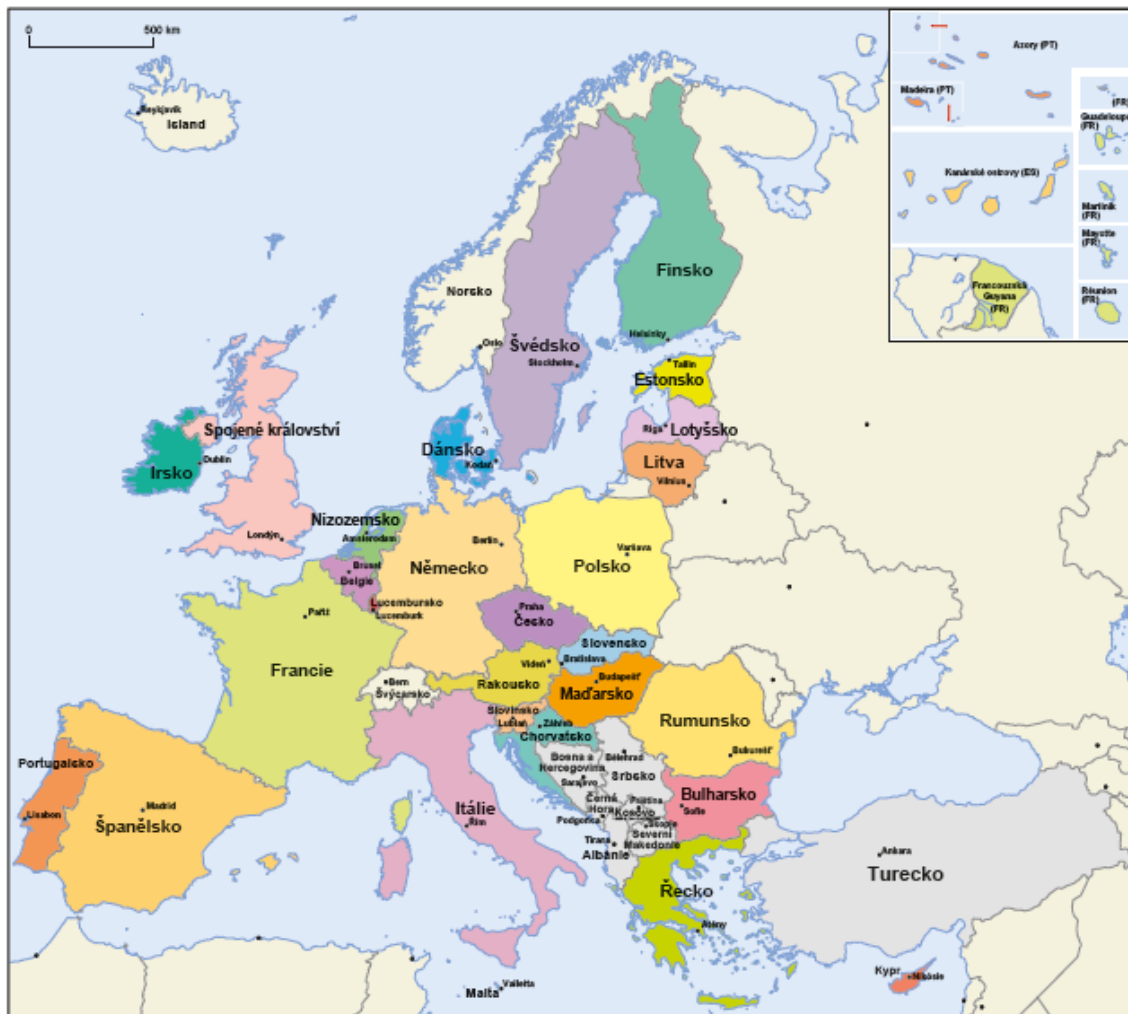 0 500 km
Reykjavík
Island
Azory (PT)
Madeira (PT)
(FR)
Guadeloupe
(FR)
Kanárské ostrovy (ES)
Martinik
(FR)
Mayotte
(FR)
Francouzská
Guyana
(FR)
Réunion
(FR)
Norsko
Oslo
Švédsko
Stockholm
Finsko
Helsinky
Tallin
Estonsko
Riga
Lotyšsko
Litva
Vilnius
Spojené království
Dublin
Irsko
Londýn
Dánsko
Kodaň
Nizozemsko
Amsterodam
Brusel
Belgie
Lucembursko
Lucemburk
Berlin
Německo
Varšava
Polsko
Praha
Česko
Slovensko
Bratislava
Vídeň
Rakousko
Budapešť
Maďarsko
Paříž
Francie
Bern
Švýcarsko
Slovinsko
Lublaň
Záhřeb
Chorvatsko
Rumunsko
Bukurešť
Bosna a
Hercegovina
Sarajevo
Bělehrad
Srbsko
Černá
Hora
Podgorica
Priština
Kosovo
Skopje
Severní
Makedonie
Tirana
Albánie
Bulharsko
Sofie
Portugalsko
Lisabon
Madrid
Španělsko
Itálie
Řím
Řecko
Atény
Ankara
Turecko
Kypr
Nikósie
Malta
Valletta